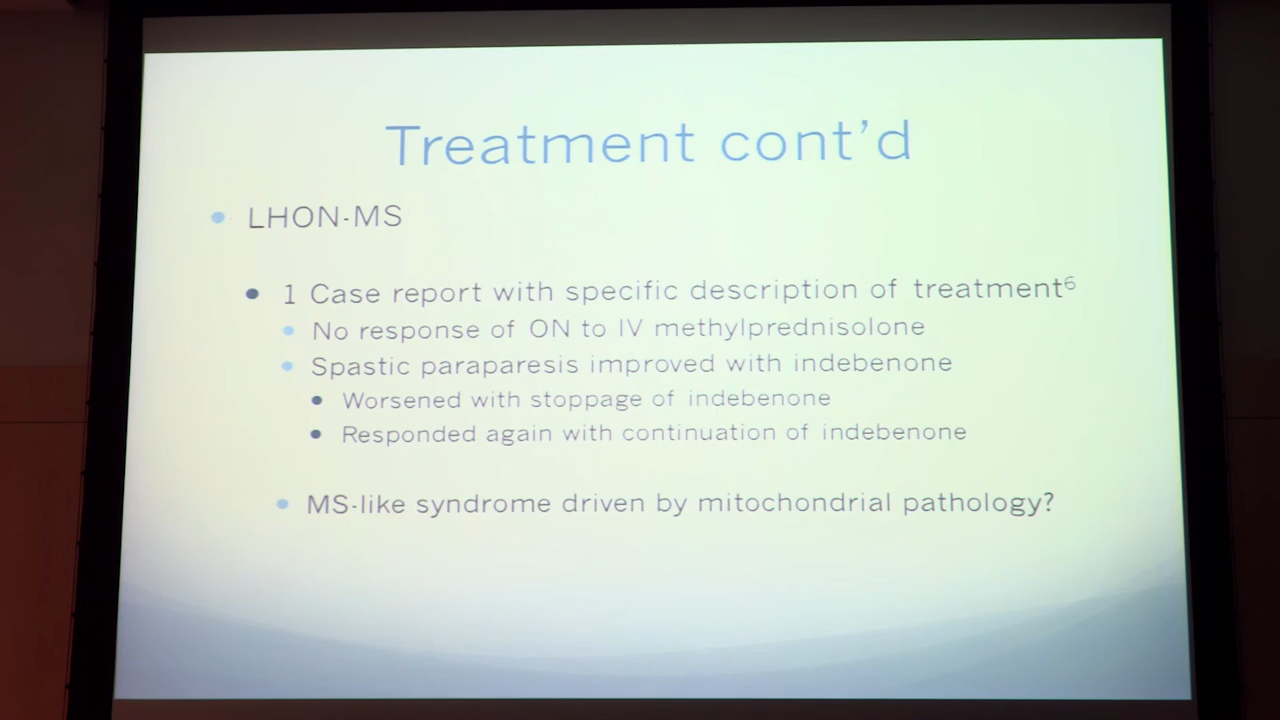 Treatment cont'd
LHON-MS
1 Case report with specific description of treatment⁶
No response of ON to IV methylprednisolone
Spastic paraparesis improved with indebenone
Worsened with stoppage of indebenone
Responded again with continuation of indebenone
MS-like syndrome driven by mitochondrial pathology?